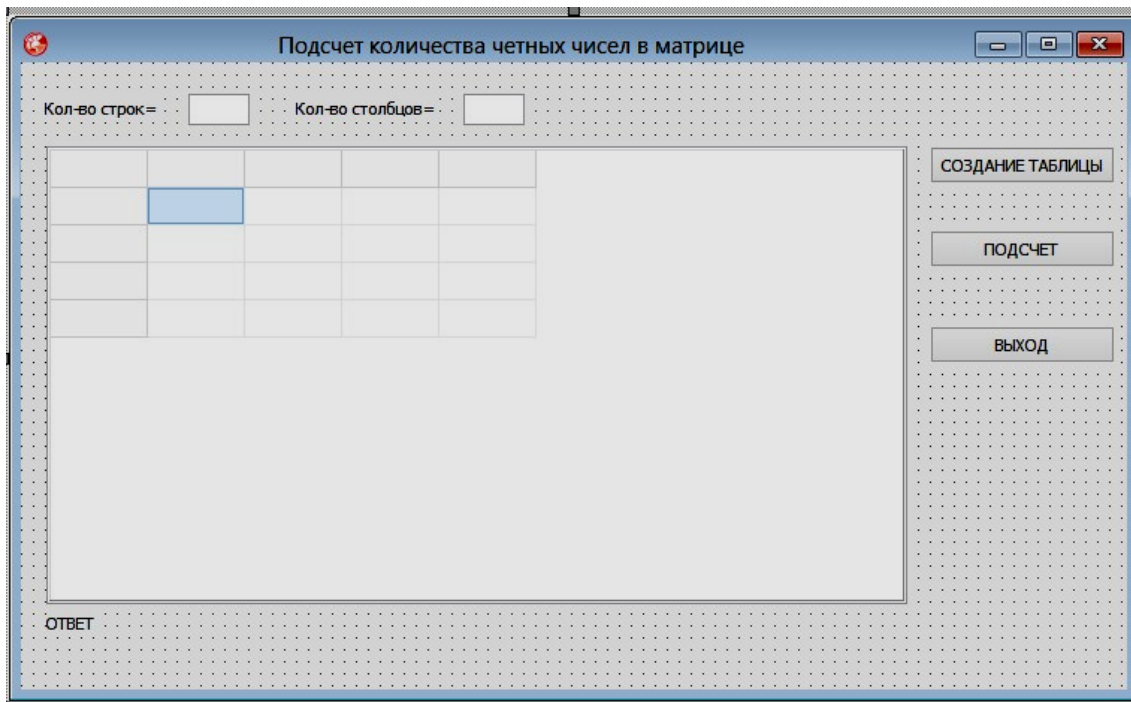 Подсчет количества четных чисел в матрице
Кол-во строк= Кол-во столбцов=
СОЗДАНИЕ ТАБЛИЦЫ
ПОДСЧЕТ
ВЫХОД
ОТВЕТ